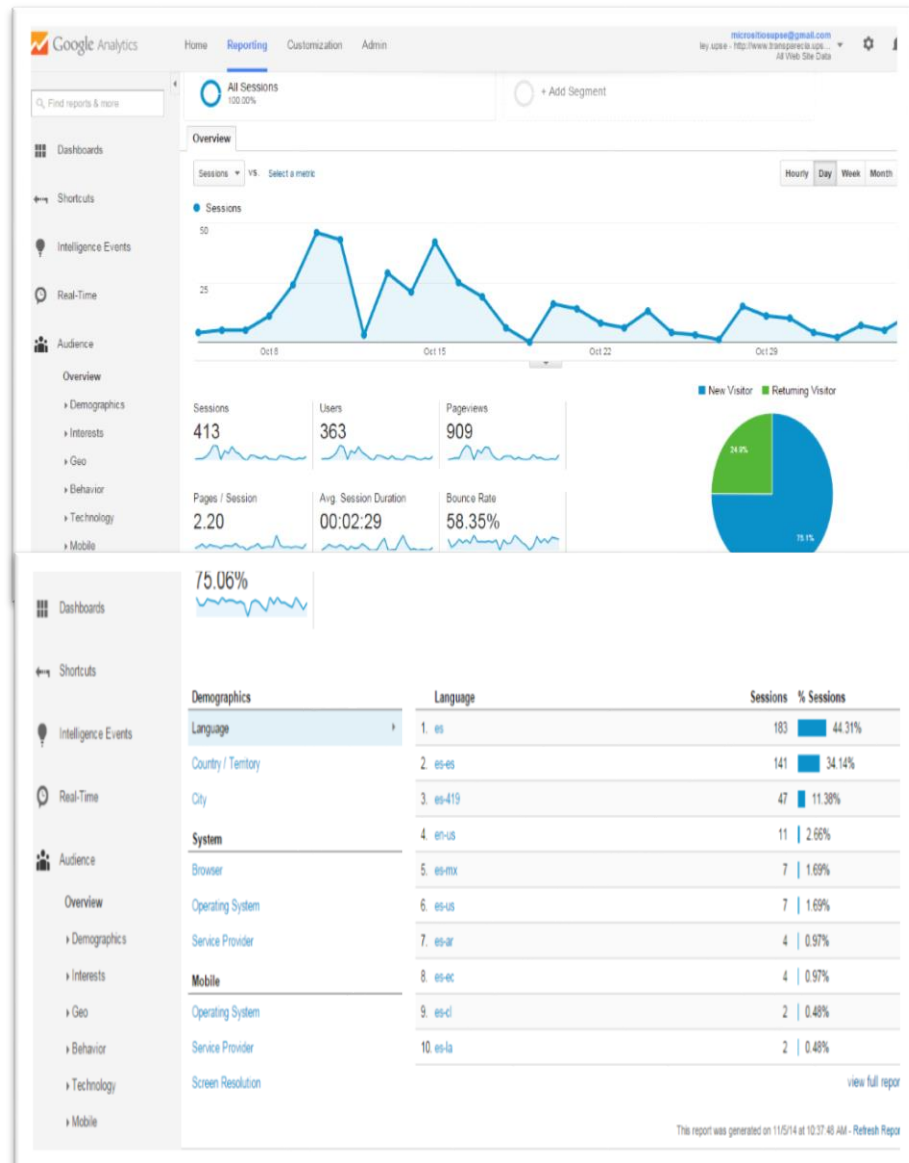 Google Analytics
Home Reporting Customization Admin
micrositioeupse@gmail.com
ley.upse - http://www.transparecia.ups...
All Web Site Data
Find reports & more
All Sessions
100.00%
+ Add Segment
Overview
Dashboards
Sessions VS. Select a metric
Hourly Day Week Month
Shortcuts
Sessions
50
Intelligence Events
25
Real-Time
Audience
Oct 8 Oct 15 Oct 22 Oct 29
Overview
Demographics
Interests
Geo
Behavior
Technology
Mobile
New Visitor Returning Visitor
Sessions Users Pageviews
413 363 909
24.9%
Pages / Session Avg. Session Duration Bounce Rate
2.20 00:02:29 58.35%
75.1%
75.06%
Dashboards
Shortcuts
Intelligence Events
Real-Time
Audience
Overview
Demographics
Interests
Geo
Behavior
Technology
Mobile
Demographics
Language
Country / Territory
City
System
Browser
Operating System
Service Provider
Mobile
Operating System
Service Provider
Screen Resolution
Language Sessions % Sessions
1. es 183 44.31%
2. es-es 141 34.14%
3. es-419 47 11.38%
4. en-us 11 2.66%
5. es-mx 7 1.69%
6. es-us 7 1.69%
7. es-ar 4 0.97%
8. es-ec 4 0.97%
9. es-cl 2 0.48%
10. es-la 2 0.48%
view full repor
This report was generated on 11/5/14 at 10:37:48 AM - Refresh Repor